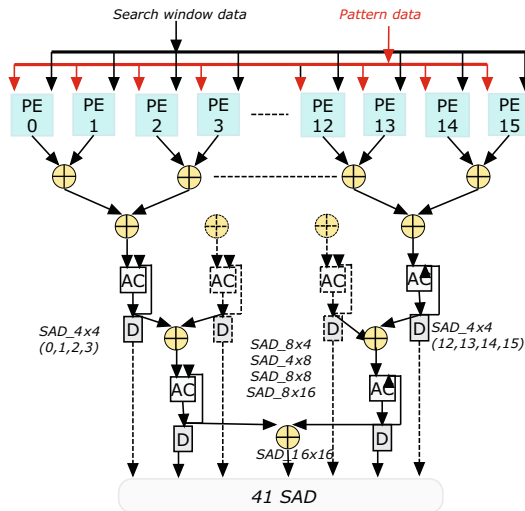 Search window data
Pattern data
PE 0
PE 1
PE 2
PE 3
PE 12
PE 13
PE 14
PE 15
AC
AC
AC
AC
D
D
D
D
SAD_4x4
(0,1,2,3)
SAD_8x4
SAD_4x8
SAD_8x8
SAD_8x16
SAD_4x4
(12,13,14,15)
AC
AC
D
D
SAD_16x16
41 SAD